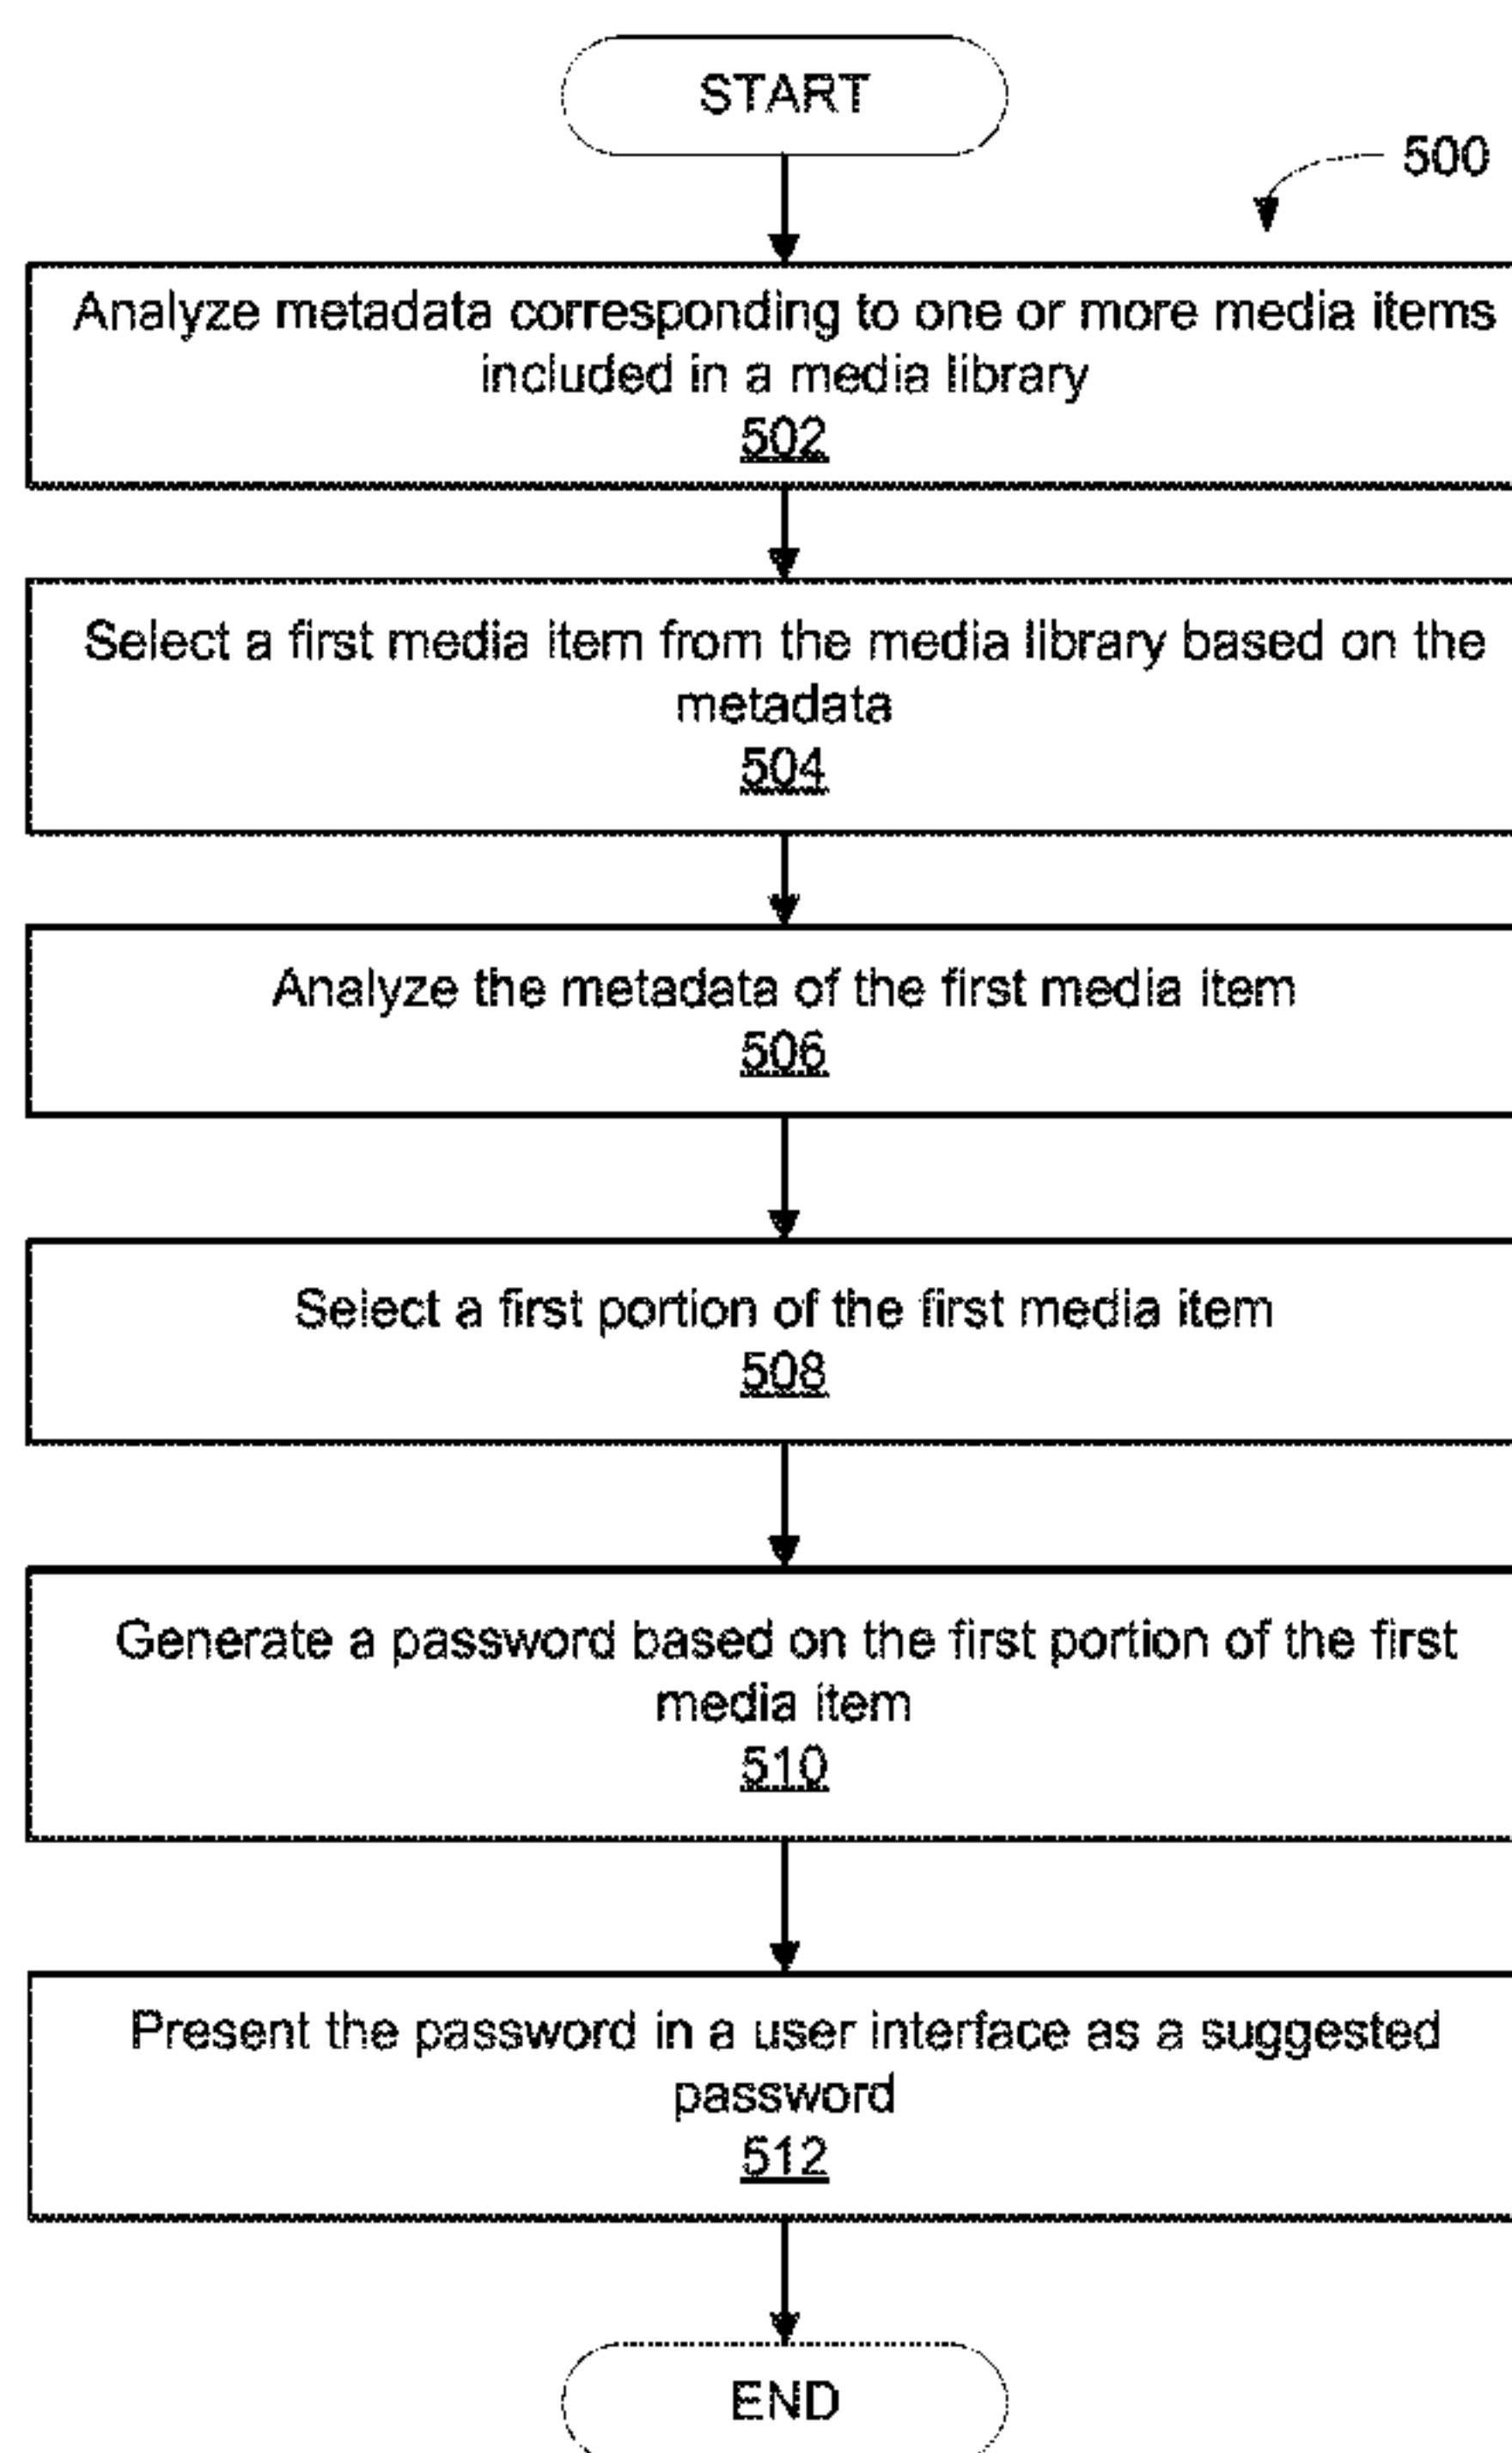 START
500
Analyze metadata corresponding to one or more media items
included in a media library
502
Select a first media item from the media library based on the
metadata
504
Analyze the metadata of the first media item
506
Select a first portion of the first media item
508
Generate a password based on the first portion of the first
media item
510
Present the password in a user interface as a suggested
password
512
END